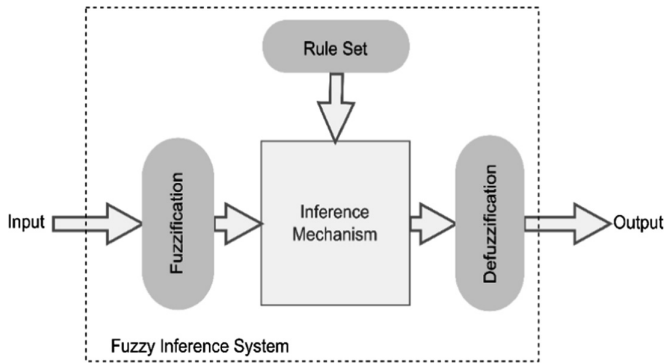 Rule Set
Input
Fuzzification
Inference
Mechanism
Defuzzification
Output
Fuzzy Inference System